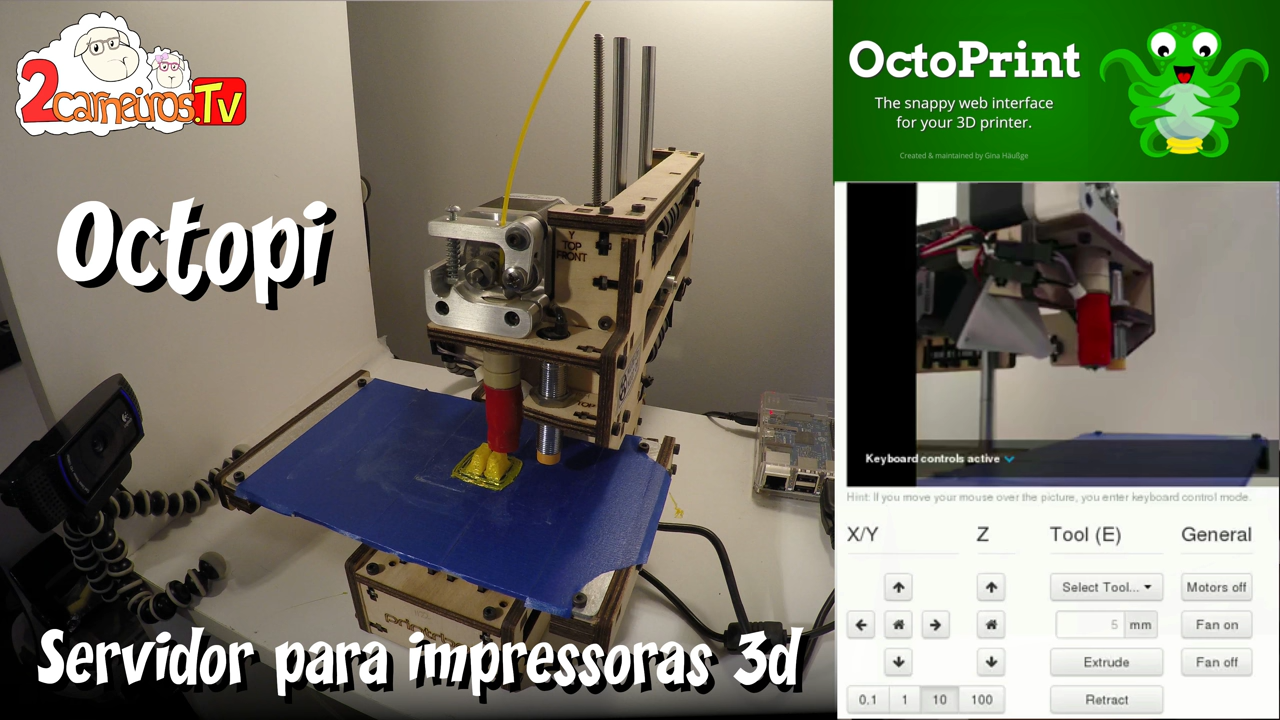 2carneiros.Tv
Octopi
Y
TOP
FRONT
TOP
Servidor para impressoras 3d
OctoPrint
The snappy web interface
for your 3D printer.
Created & maintained by Gina Häußge
Keyboard controls active
Hint: If you move your mouse over the picture, you enter keyboard control mode.
X/Y Z Tool (E) General
Select Tool... Motors off
5 mm Fan on
Extrude Fan off
0.1 1 10 100 Retract